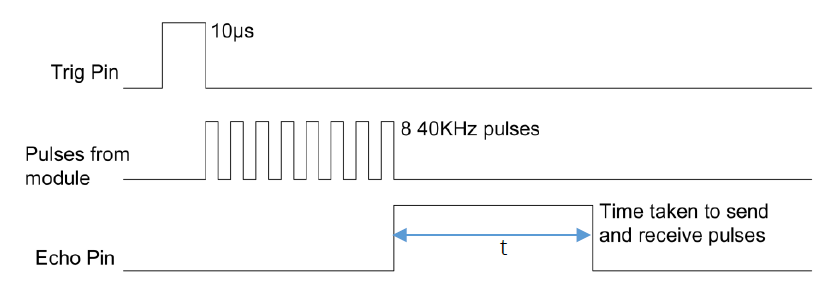 10µs
Trig Pin
8 40KHz pulses
Pulses from
module
Time taken to send
and receive pulses
t
Echo Pin